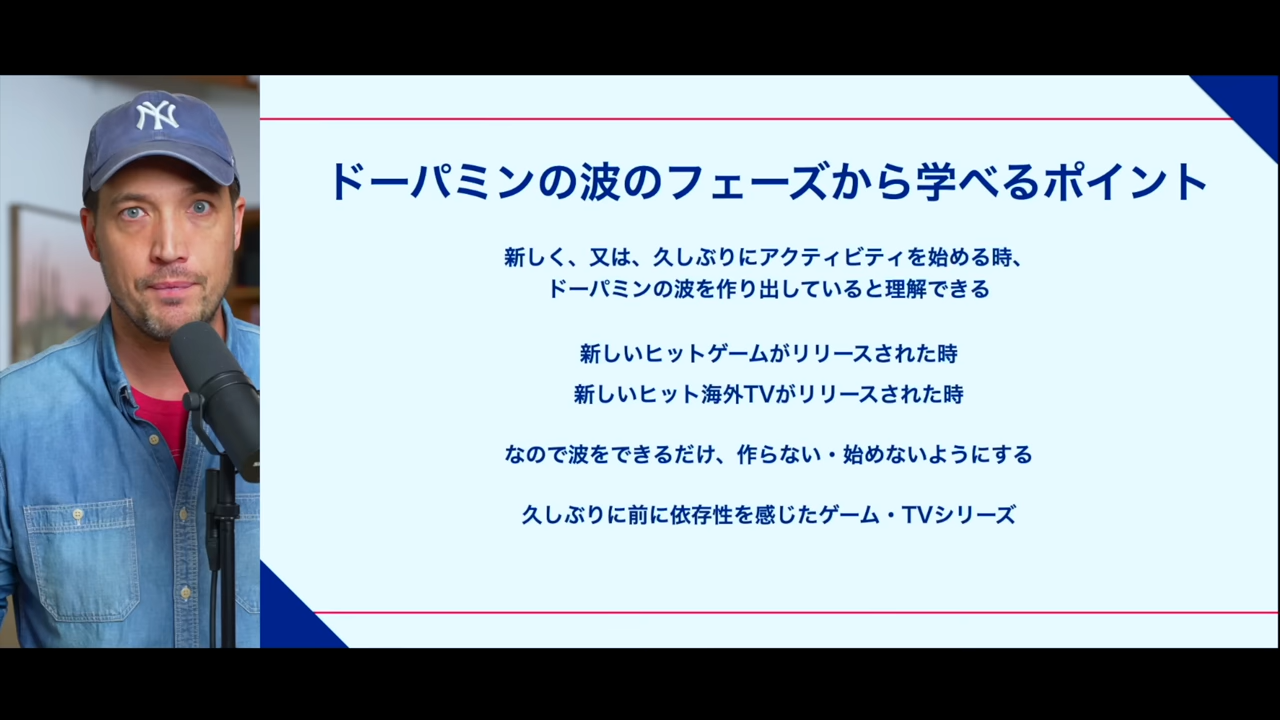 NY
ドーパミンの波のフェーズから学べるポイント
新しく、又は、久しぶりにアクティビティを始める時、
ドーパミンの波を作り出していると理解できる
新しいヒットゲームがリリースされた時
新しいヒット海外TVがリリースされた時
なので波をできるだけ、作らない・始めないようにする
久しぶりに前に依存性を感じたゲーム・TVシリーズ